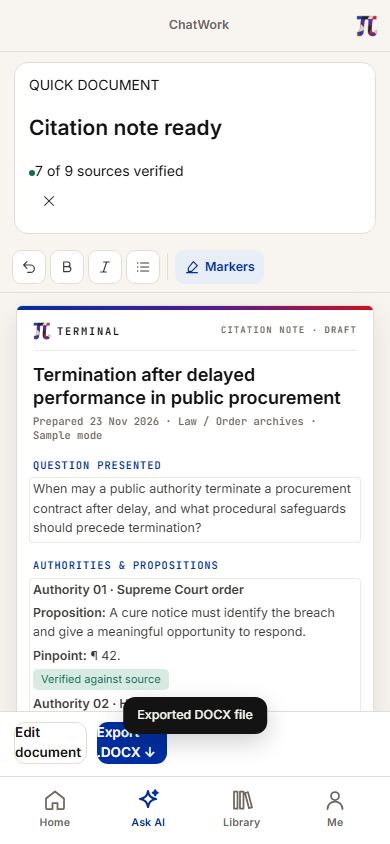 ChatWork
QUICK DOCUMENT
Citation note ready
7 of 9 sources verified
B
I
Markers
TERMINAL
CITATION NOTE · DRAFT
Termination after delayed
performance in public procurement
Prepared 23 Nov 2026 · Law / Order archives ·
Sample mode
QUESTION PRESENTED
When may a public authority terminate a procurement
contract after delay, and what procedural safeguards
should precede termination?
AUTHORITIES & PROPOSITIONS
Authority 01 · Supreme Court order
Proposition: A cure notice must identify the breach
and give a meaningful opportunity to respond.
Pinpoint: ¶ 42.
Verified against source
Authority 02 ·
Exported DOCX file
Edit
document
Export
.DOCX ↓
Home
Ask AI
Library
Me